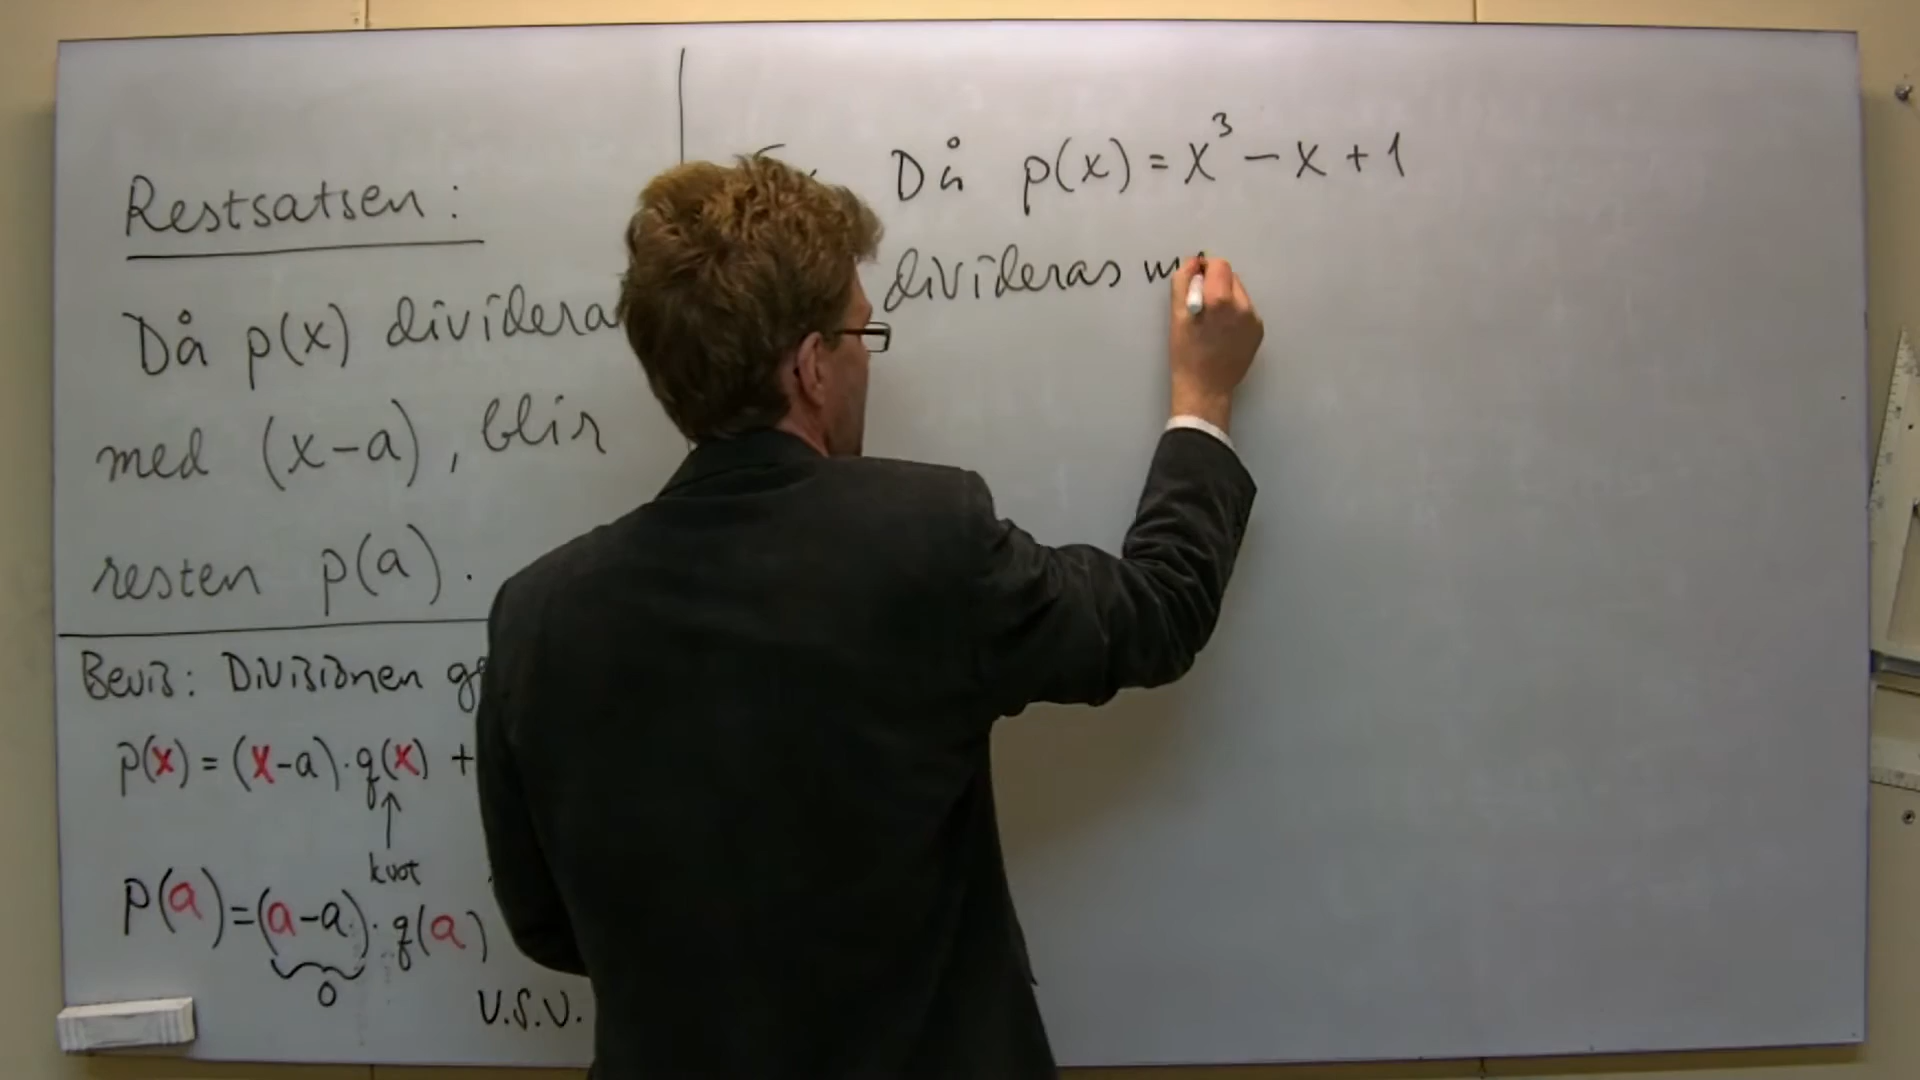 Restsatsen:
Då p(x) dividera
med (x-a), blir
resten p(a).
Bevis: Divisionen
p(x) = (x-a)·q(x) +
↑
kvot
p(a)=(a-a)·q(a)
0
V.S.V.
Då p(x) = x³ - x + 1
divideras